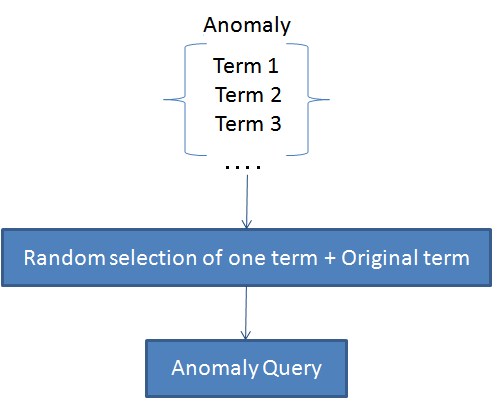 Anomaly
Term 1
Term 2
Term 3
....
Random selection of one term + Original term
Anomaly Query